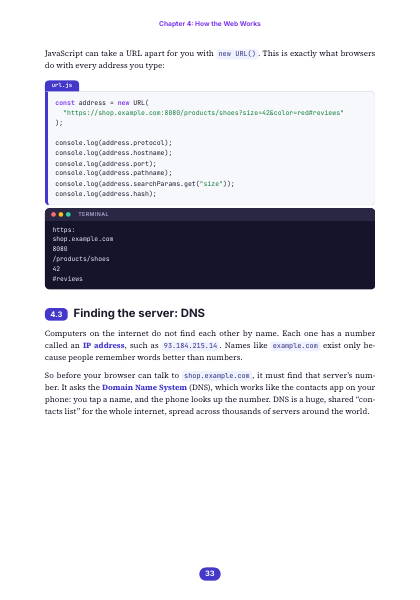 Chapter 4: How the Web Works
JavaScript can take a URL apart for you with new URL(). This is exactly what browsers
do with every address you type:
url.js
const address = new URL(
"https://shop.example.com:8080/products/shoes?size=42&color=red#reviews"
);
console.log(address.protocol);
console.log(address.hostname);
console.log(address.port);
console.log(address.pathname);
console.log(address.searchParams.get("size"));
console.log(address.hash);
TERMINAL
https:
shop.example.com
8080
/products/shoes
42
#reviews
4.3 Finding the server: DNS
Computers on the internet do not find each other by name. Each one has a number
called an IP address, such as 93.184.215.14. Names like example.com exist only be-
cause people remember words better than numbers.
So before your browser can talk to shop.example.com, it must find that server's num-
ber. It asks the Domain Name System (DNS), which works like the contacts app on your
phone: you tap a name, and the phone looks up the number. DNS is a huge, shared “con-
tacts list” for the whole internet, spread across thousands of servers around the world.
33